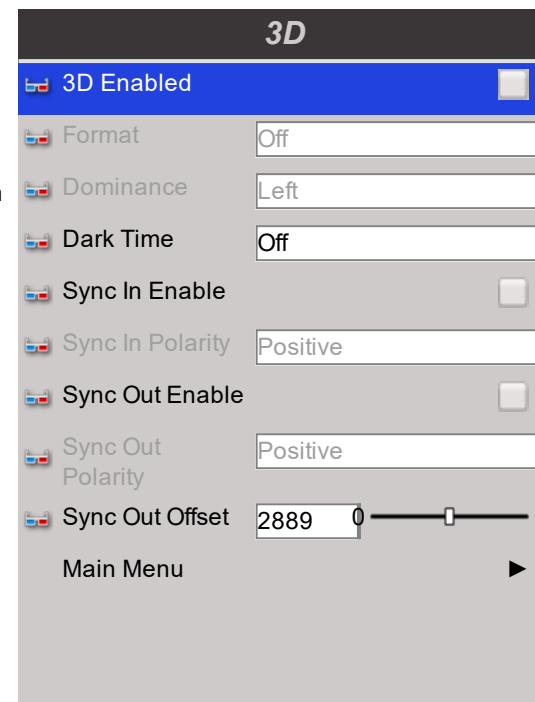 3D
3D Enabled
Format Off
Dominance Left
Dark Time Off
Sync In Enable
Sync In Polarity Positive
Sync Out Enable
Sync Out Positive
Polarity
Sync Out Offset 2889 0
Main Menu ►